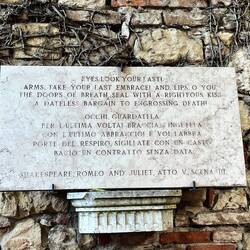 EYES LOOK YOUR LAST!
ARMS, TAKE YOUR LAST EMBRACE! AND, LIPS, O YOU
THE DOORS OF BREATH SEAL WITH A RIGHTEOUS KISS
A DATELESS BARGAIN TO ENGROSSING DEATH!
OCCHI, GUARDATELA
PER L'ULTIMA VOLTA! BRACCIA, STRINGETELA
CON L'ULTIMO ABBRACCIO! E VOI, LABBRA
PORTE DEL RESPIRO, SIGILLATE CON UN CASTO
BACIO UN CONTRATTO SENZA DATA.
SHAKESPEARE, ROMEO AND JULIET, ATTO V, SCENA III